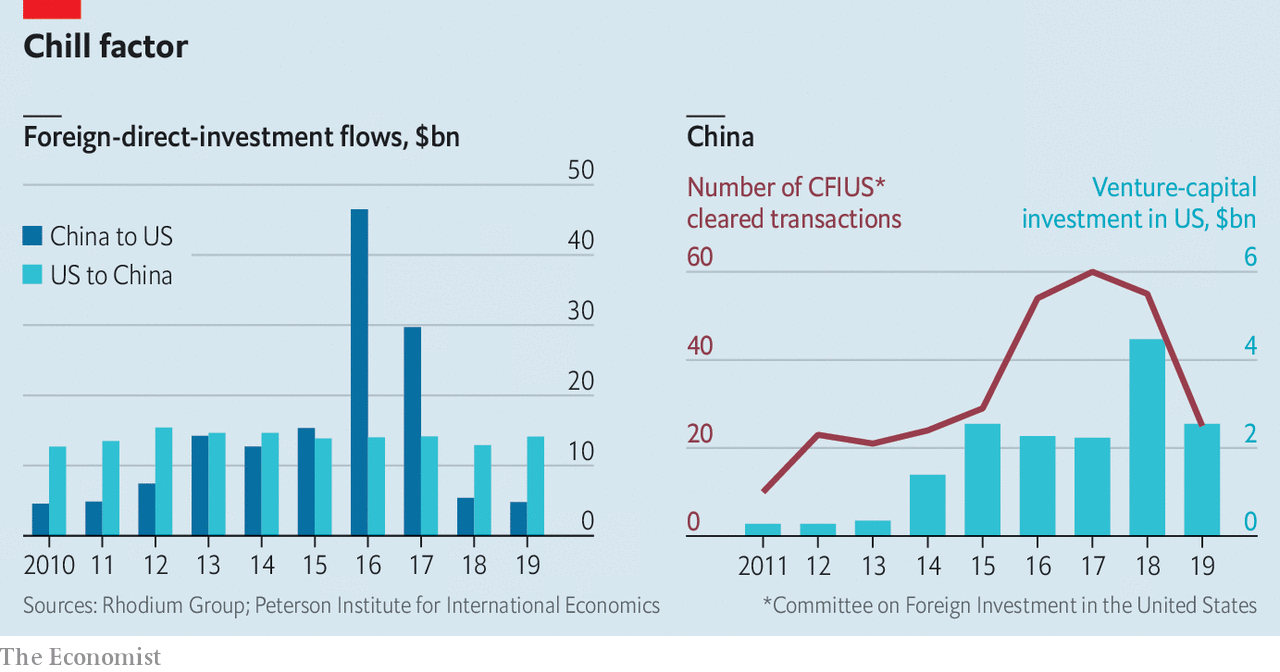 Chill factor
Foreign-direct-investment flows, $bn
50
China to US
40
US to China
30
20
10
0
2010 11 12 13 14 15 16 17 18 19
Sources: Rhodium Group; Peterson Institute for International Economics
China
Number of CFIUS*
cleared transactions
Venture-capital
investment in US, $bn
60 6
40 4
20 2
0 0
2011 12 13 14 15 16 17 18 19
*Committee on Foreign Investment in the United States
The Economist